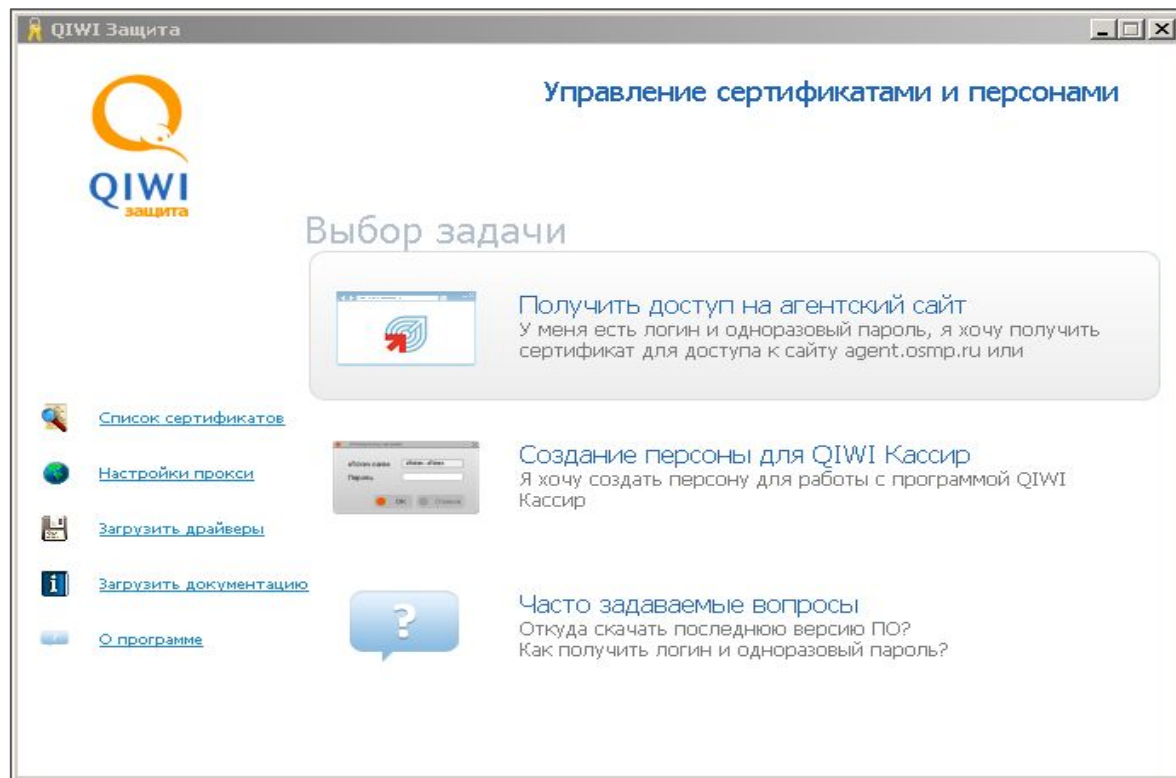 QIWI Защита
Управление сертификатами и персонами
QIWI
защита
Выбор задачи
Получить доступ на агентский сайт
У меня есть логин и одноразовый пароль, я хочу получить
сертификат для доступа к сайту agent.osmp.ru или
Список сертификатов
Настройки прокси
Загрузить драйверы
Загрузить документацию
О программе
Создание персоны для QIWI Кассир
Я хочу создать персону для работы с программой QIWI
Кассир
Пароль
OK
Часто задаваемые вопросы
Откуда скачать последнюю версию ПО?
Как получить логин и одноразовый пароль?